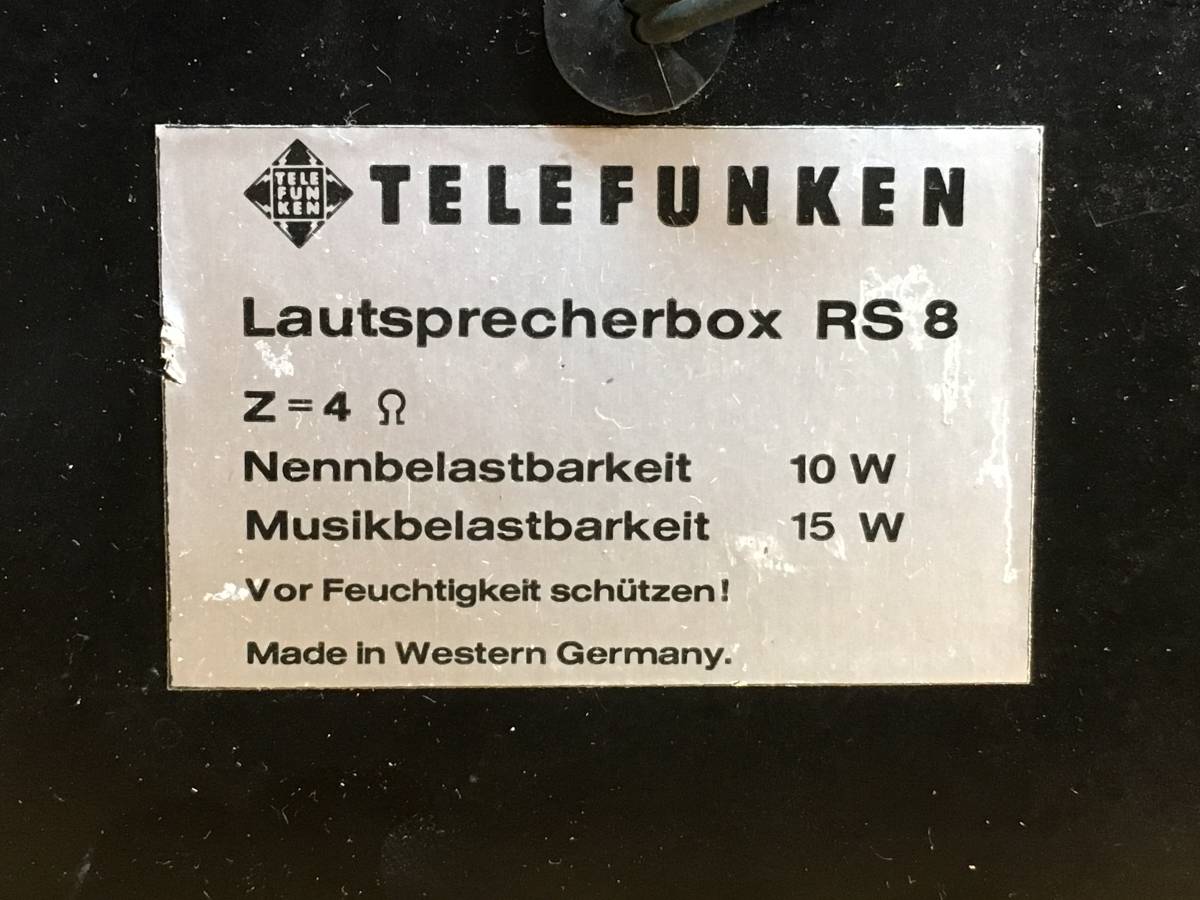 TELE
FUN
KEN
TELEFUNKEN
Lautsprecherbox RS 8
Z = 4 Ω
Nennbelastbarkeit 10 W
Musikbelastbarkeit 15 W
Vor Feuchtigkeit schützen!
Made in Western Germany.